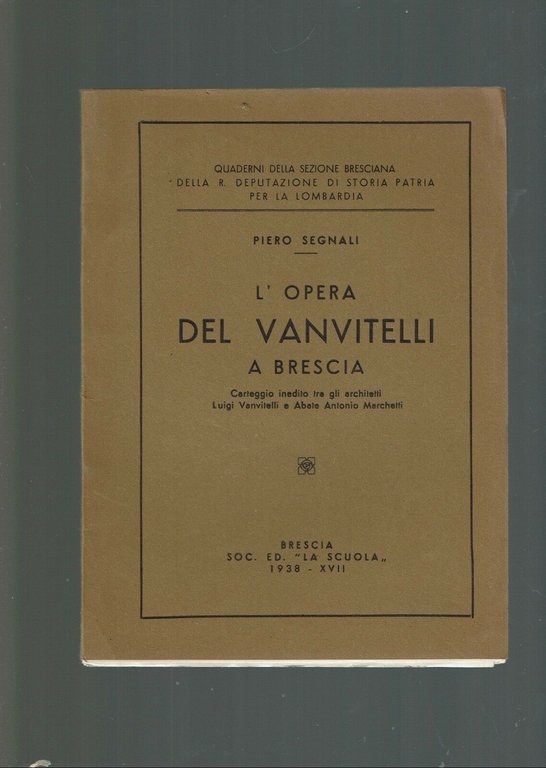 QUADERNI DELLA SEZIONE BRESCIANA
DELLA R. DEPUTAZIONE DI STORIA PATRIA
PER LA LOMBARDIA
PIERO SEGNALI
L' OPERA
DEL VANVITELLI
A BRESCIA
Carteggio inedito tra gli architetti
Luigi Vanvitelli e Abate Antonio Marchetti
BRESCIA
SOC. ED. "LA SCUOLA„
1938 - XVII